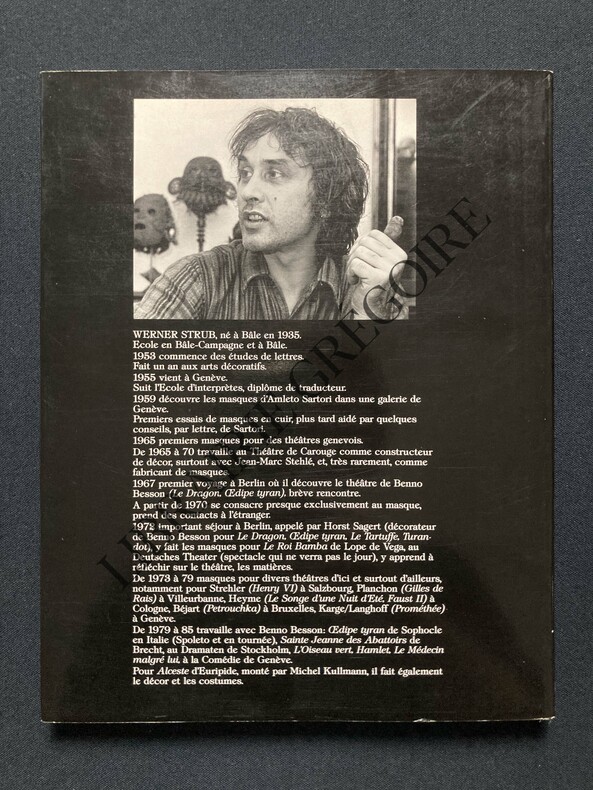 WERNER STRUB, né à Bâle en 1935.
Ecole en Bâle-Campagne et à Bâle.
1953 commence des études de lettres.
Fait un an aux arts décoratifs.
1955 vient à Genève.
Suit l'Ecole d'interprètes, diplôme de traducteur.
1959 découvre les masques d'Amleto Sartori dans une galerie de
Genève.
Premiers essais de masques en cuir, plus tard aidé par quelques
conseils, par lettre, de Sartori.
1965 premiers masques pour des théâtres genevois.
De 1965 à 70 travaille au Théâtre de Carouge comme constructeur
de décor, surtout avec Jean-Marc Stehlé, et, très rarement, comme
fabricant de masques.
1967 premier voyage à Berlin où il découvre le théâtre de Benno
Besson (Le Dragon, Œdipe tyran), brève rencontre.
A partir de 1970 se consacre presque exclusivement au masque,
prend des contacts à l'étranger.
1972 important séjour à Berlin, appelé par Horst Sagert (décorateur
de Benno Besson pour Le Dragon, Œdipe tyran, Le Tartuffe, Turan-
dot), y fait les masques pour Le Roi Bamba de Lope de Vega, au
Deutsches Theater (spectacle qui ne verra pas le jour), y apprend à
réfléchir sur le théâtre, les matières.
De 1973 à 79 masques pour divers théâtres d'ici et surtout d'ailleurs,
notamment pour Strehler (Henry VI) à Salzbourg, Planchon (Gilles de
Rais) à Villeurbanne, Heyme (Le Songe d'une Nuit d'Eté, Faust II) à
Cologne, Béjart (Petrouchka) à Bruxelles, Karge/Langhoff (Prométhée)
à Genève.
De 1979 à 85 travaille avec Benno Besson: Œdipe tyran de Sophocle
en Italie (Spoleto et en tournée), Sainte Jeanne des Abattoirs de
Brecht, au Dramaten de Stockholm, L'Oiseau vert, Hamlet, Le Médecin
malgré lui, à la Comédie de Genève.
Pour Alceste d'Euripide, monté par Michel Kullmann, il fait également
le décor et les costumes.